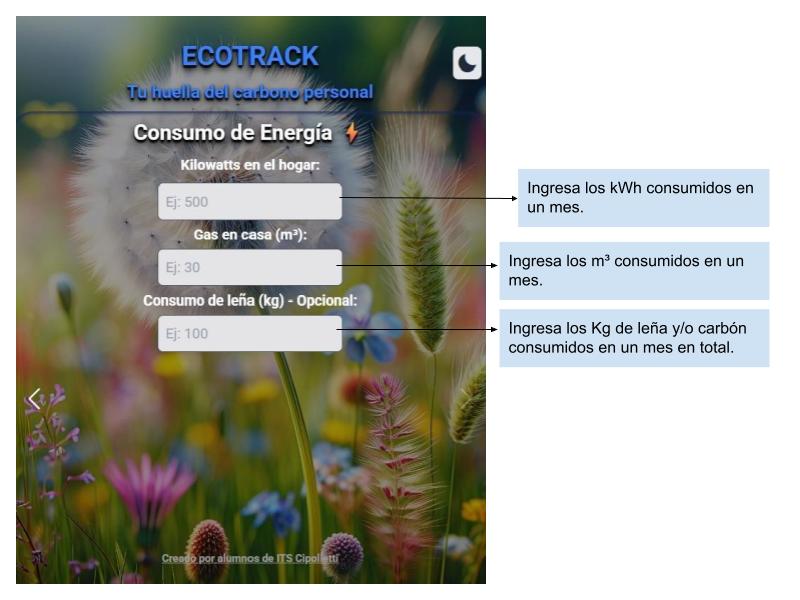 ECOTRACK
Tu huella del carbono personal
Consumo de Energía ⚡
Kilowatts en el hogar:
Ej: 500
Ingresa los kWh consumidos en
un mes.
Gas en casa (m³):
Ej: 30
Ingresa los m³ consumidos en un
mes.
Consumo de leña (kg) - Opcional:
Ej: 100
Ingresa los Kg de leña y/o carbón
consumidos en un mes en total.
Creado por alumnos de ITS Cipolletti